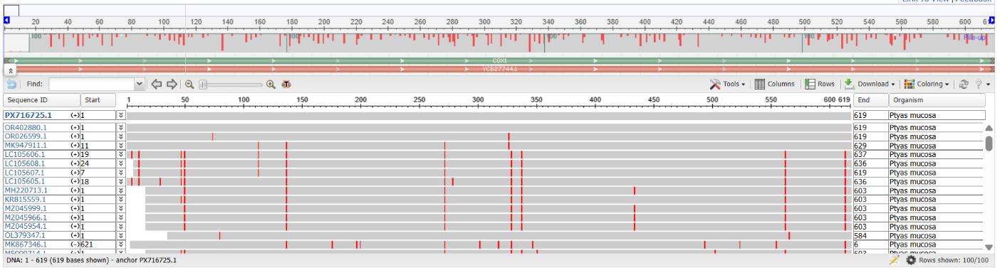 Link To View | Feedback
20 40 60 80 100 120 140 160 180 200 220 240 260 280 300 320 340 360 380 400 420 440 460 480 500 520 540 560 580 600
100 100 100 100 Pile-up
COX1
YCB27744.1
Find: Tools Columns Rows Download Coloring ?
Sequence ID Start 1 50 100 150 200 250 300 350 400 450 500 550 600 619 End Organism
PX716725.1 (+) 1 619 Ptyas mucosa
OR402880.1 (+) 1 619 Ptyas mucosa
OR026599.1 (+) 1 619 Ptyas mucosa
MK947911.1 (+) 11 629 Ptyas mucosa
LC105606.1 (+) 19 637 Ptyas mucosa
LC105608.1 (+) 24 636 Ptyas mucosa
LC105607.1 (+) 7 619 Ptyas mucosa
LC105605.1 (+) 18 636 Ptyas mucosa
MH220713.1 (+) 1 603 Ptyas mucosa
KR815559.1 (+) 1 603 Ptyas mucosa
MZ045999.1 (+) 1 603 Ptyas mucosa
MZ045966.1 (+) 1 603 Ptyas mucosa
MZ045954.1 (+) 1 603 Ptyas mucosa
OL379347.1 (+) 1 584 Ptyas mucosa
MK867346.1 (-) 621 6 Ptyas mucosa
(+) 1 603 Ptyas mucosa
DNA: 1 - 619 (619 bases shown) - anchor PX716725.1 Rows shown: 100/100